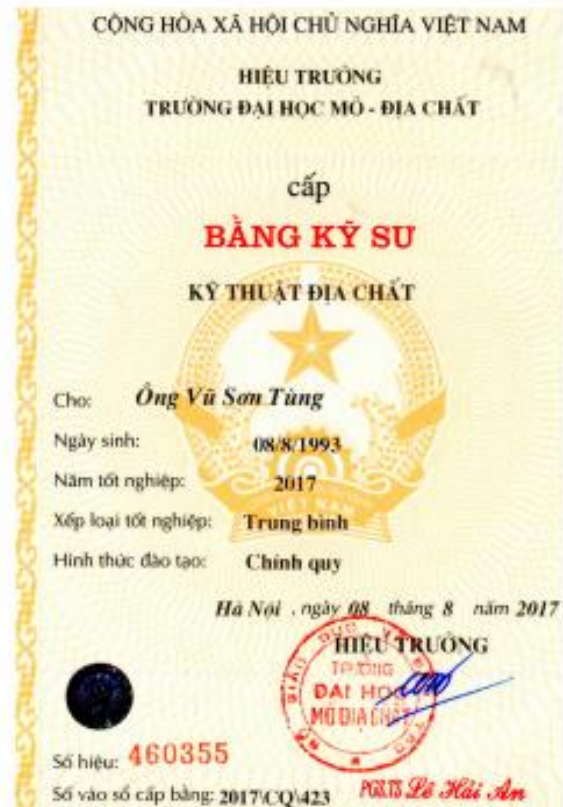 CỘNG HÒA XÃ HỘI CHỦ NGHĨA VIỆT NAM
HIỆU TRƯỞNG
TRƯỜNG ĐẠI HỌC MỎ - ĐỊA CHẤT
cấp
BẰNG KỸ SƯ
KỸ THUẬT ĐỊA CHẤT
Cho: Ông Vũ Sơn Tùng
Ngày sinh: 08/8/1993
Năm tốt nghiệp: 2017
Xếp loại tốt nghiệp: Trung bình
Hình thức đào tạo: Chính quy
Hà Nội , ngày 08 tháng 8 năm 2017
HIỆU TRƯỞNG
TRƯỜNG
ĐẠI HỌC
MỎ ĐỊA CHẤT
Số hiệu: 460355
Số vào sổ cấp bằng: 2017\CQ\423 PGS.TS Lê Hải An
VIỆT NAM